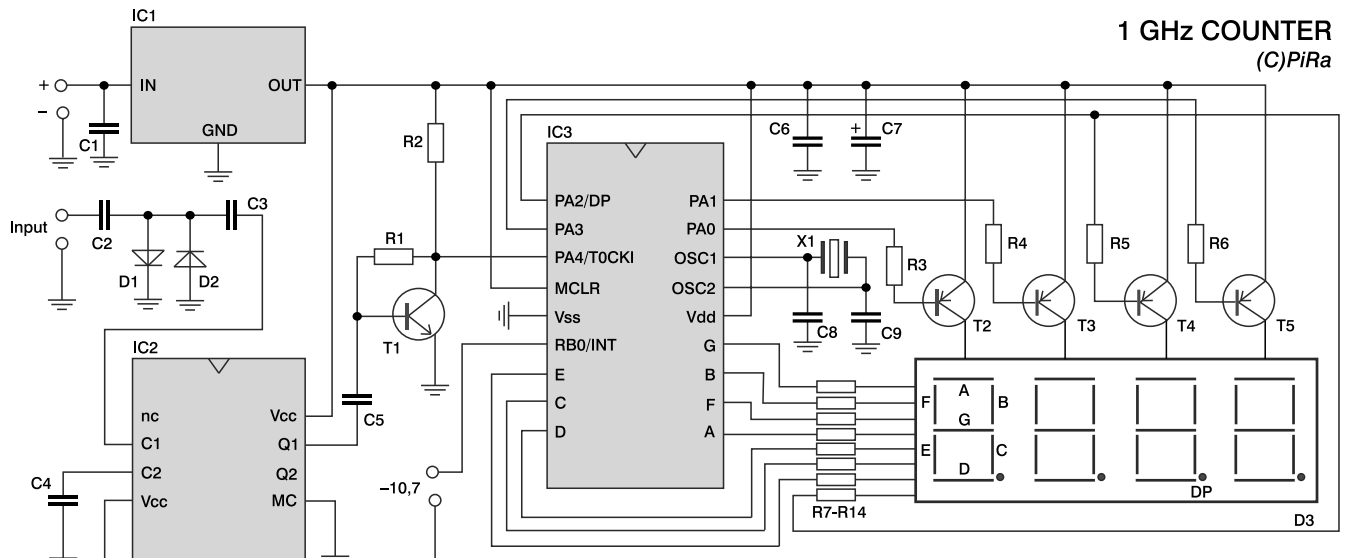 1 GHz COUNTER
(C)PiRa
IC1
+
IN
OUT
GND
-
C1
R2
IC3
C6
+
C7
PA2/DP
PA1
PA3
PA0
PA4/T0CKI
OSC1
MCLR
OSC2
Vss
Vdd
RB0/INT
G
E
B
C
F
D
A
Input
C2
C3
D1
D2
R1
T1
X1
C8
C9
R3
R4
R5
R6
T2
T3
T4
T5
IC2
nc
Vcc
C1
Q1
C2
Q2
Vcc
MC
C4
C5
–10,7
A
F
B
G
E
C
D
DP
R7-R14
D3